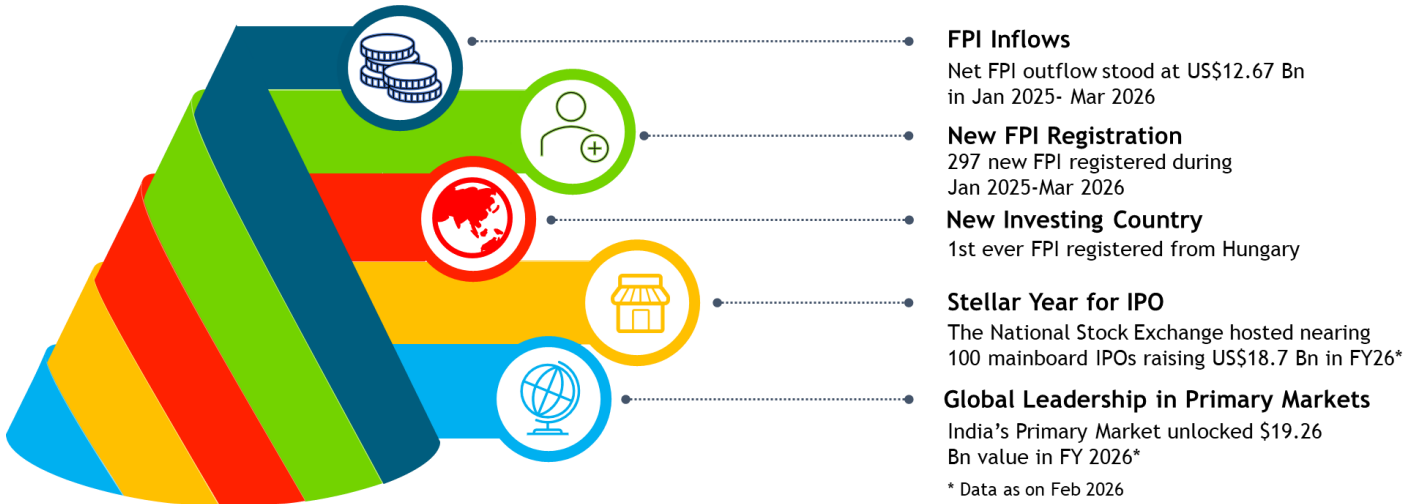 FPI Inflows
Net FPI outflow stood at US$12.67 Bn
in Jan 2025- Mar 2026
New FPI Registration
297 new FPI registered during
Jan 2025-Mar 2026
New Investing Country
1st ever FPI registered from Hungary
Stellar Year for IPO
The National Stock Exchange hosted nearing
100 mainboard IPOs raising US$18.7 Bn in FY26*
Global Leadership in Primary Markets
India’s Primary Market unlocked $19.26
Bn value in FY 2026*
* Data as on Feb 2026